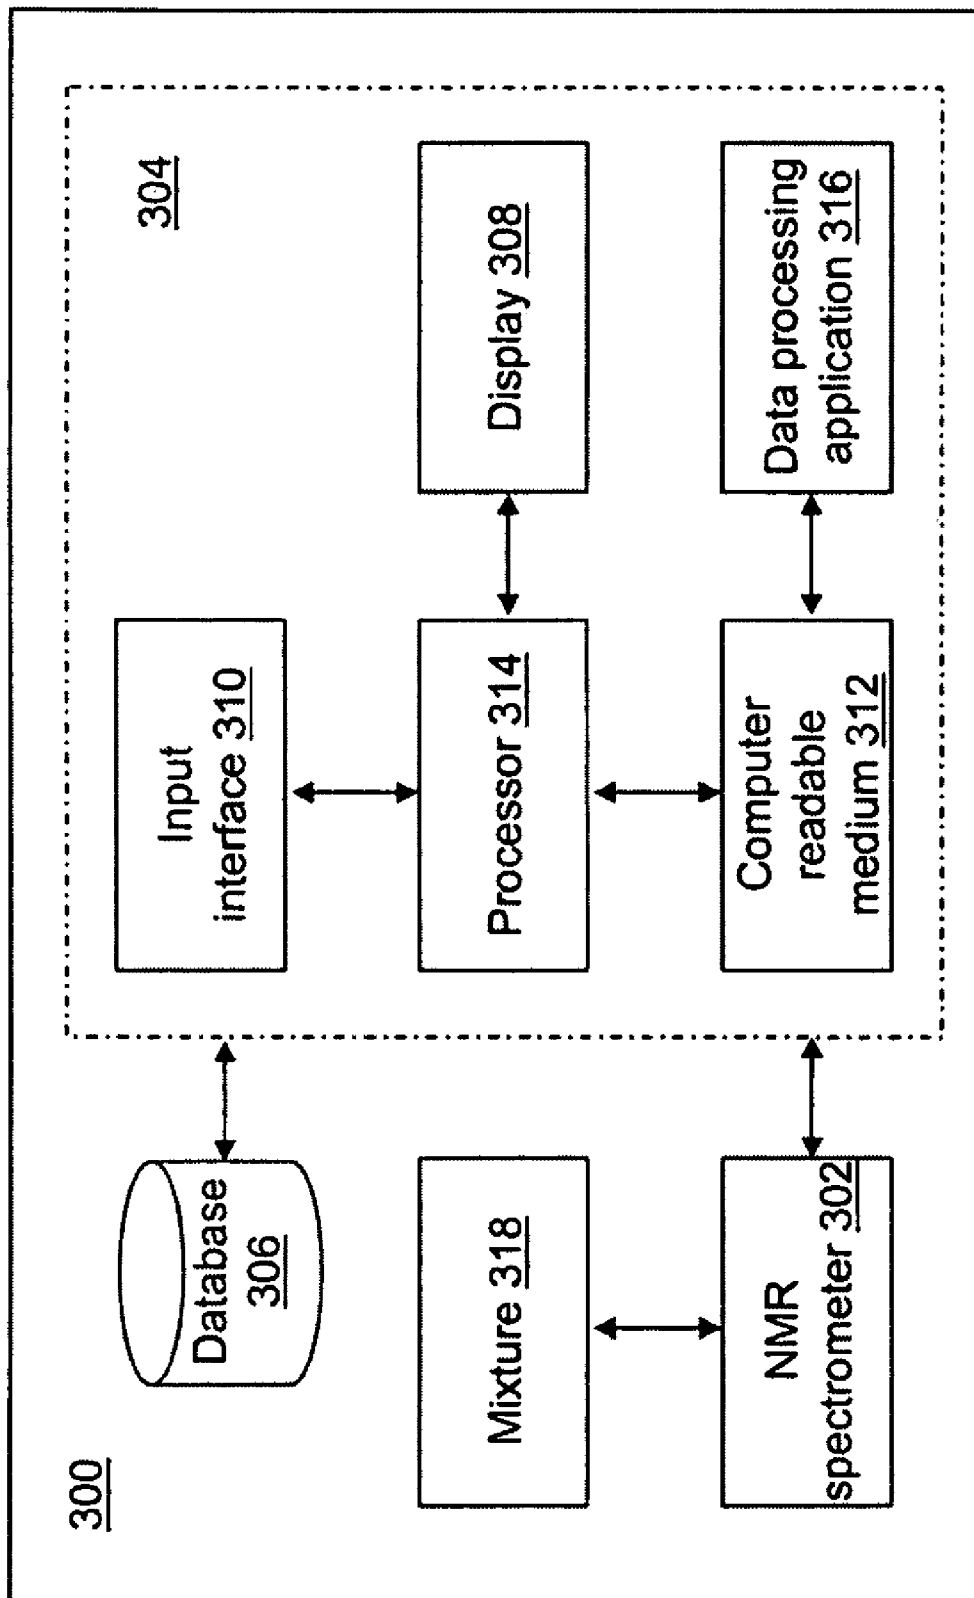 300
Database
306
304
Input
interface 310
Mixture 318
Processor 314
Display 308
NMR
spectrometer 302
Computer
readable
medium 312
Data processing
application 316